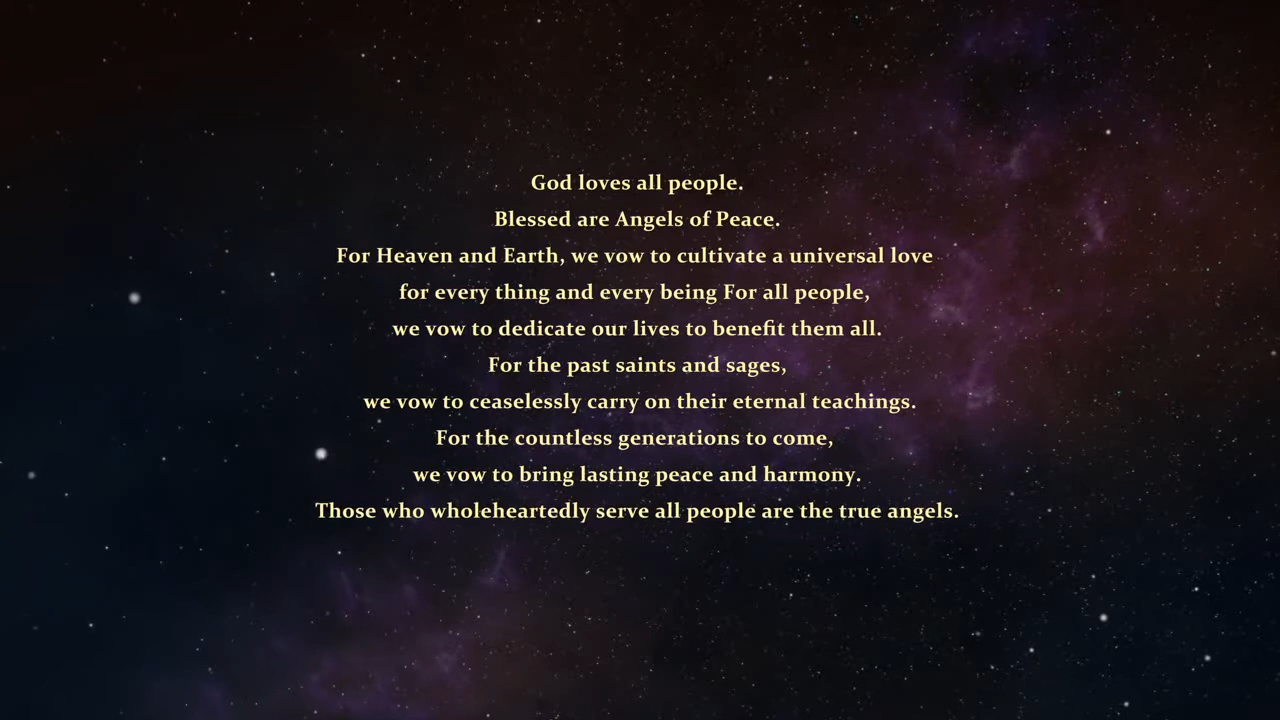 God loves all people.
Blessed are Angels of Peace.
For Heaven and Earth, we vow to cultivate a universal love
for every thing and every being For all people,
we vow to dedicate our lives to benefit them all.
For the past saints and sages,
we vow to ceaselessly carry on their eternal teachings.
For the countless generations to come,
we vow to bring lasting peace and harmony.
Those who wholeheartedly serve all people are the true angels.